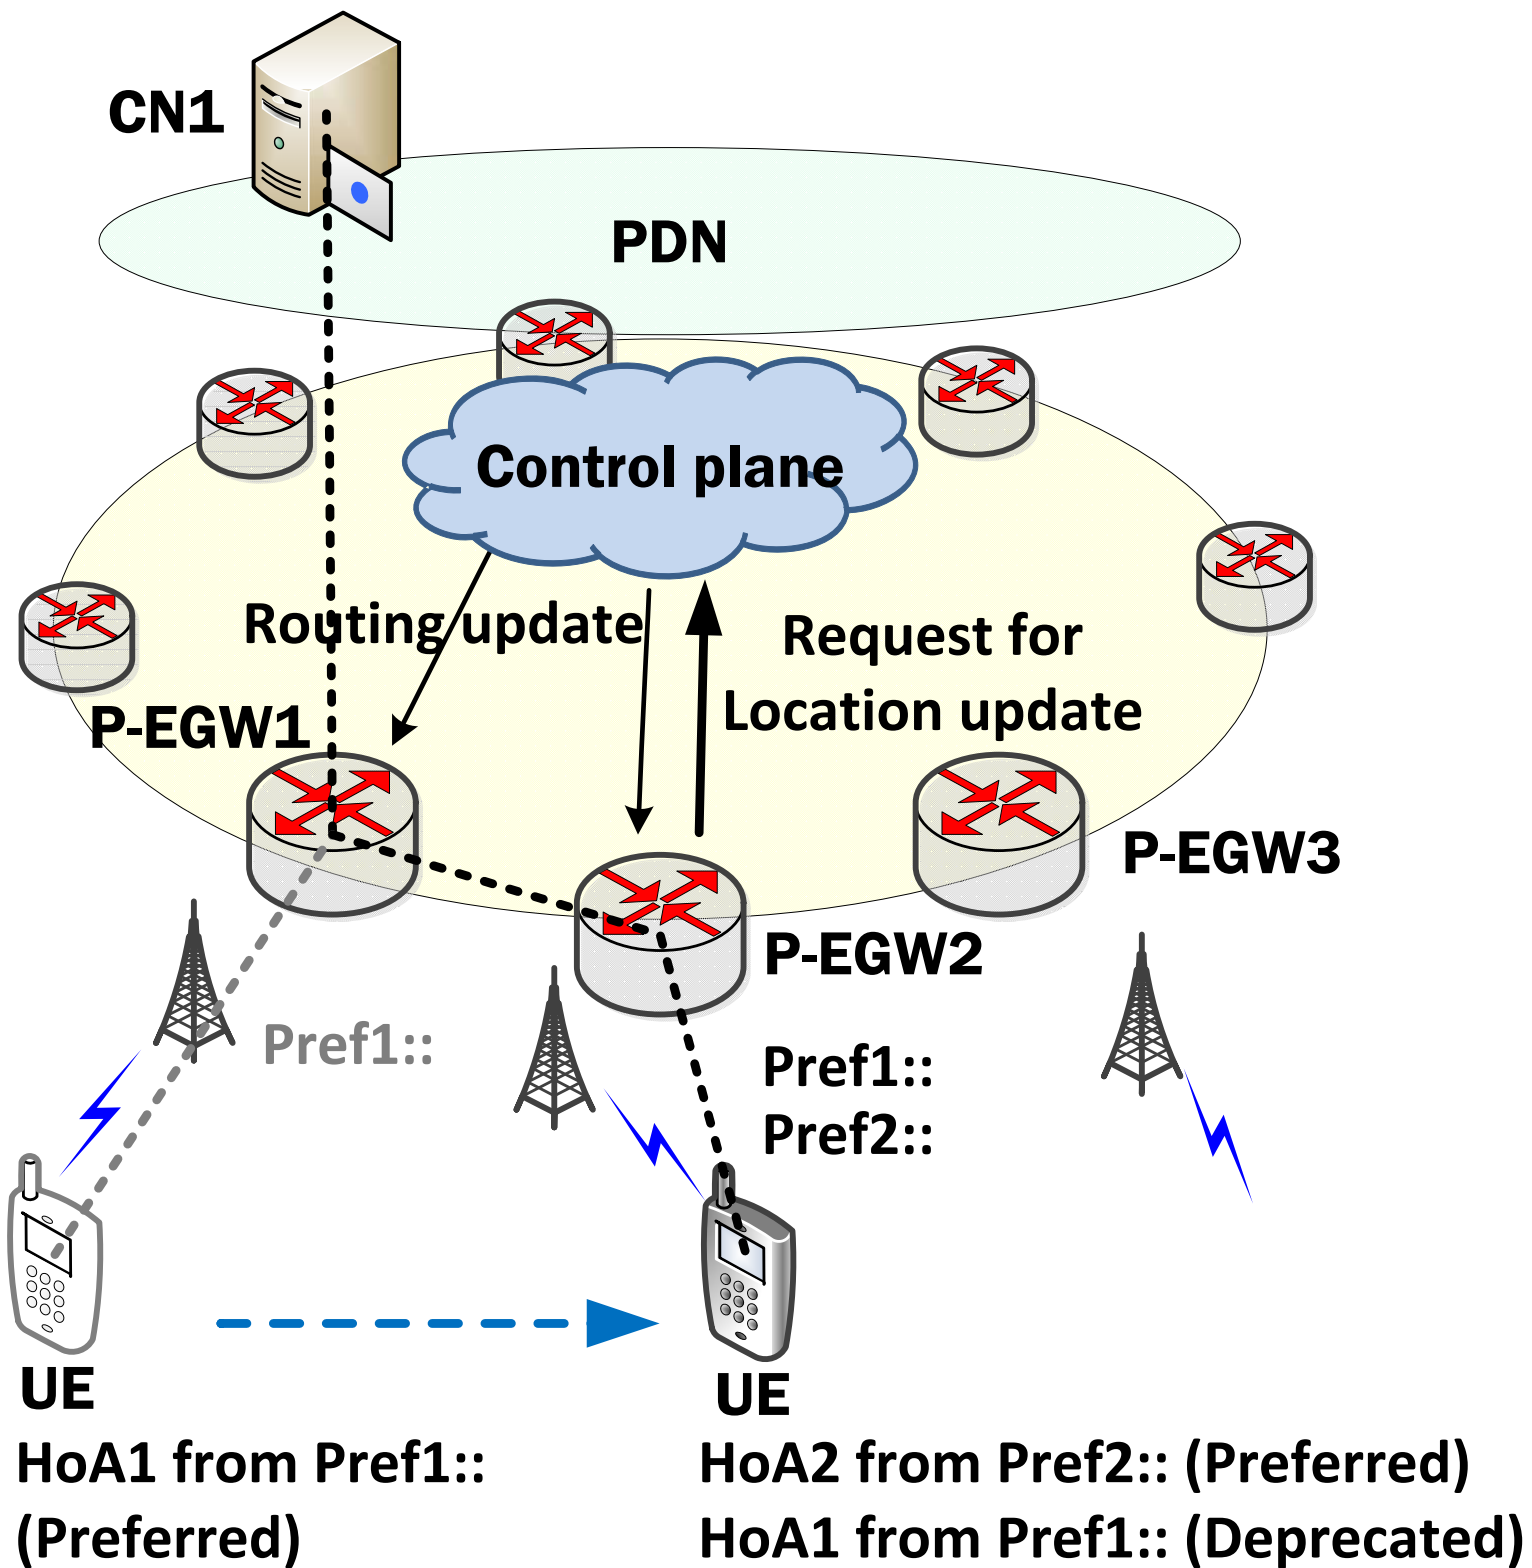 CN1
PDN
Control plane
Routing update
Request for
Location update
P-EGW1
P-EGW3
P-EGW2
Pref1::
Pref1::
Pref2::
UE
HoA1 from Pref1::
(Preferred)
UE
HoA2 from Pref2:: (Preferred)
HoA1 from Pref1:: (Deprecated)